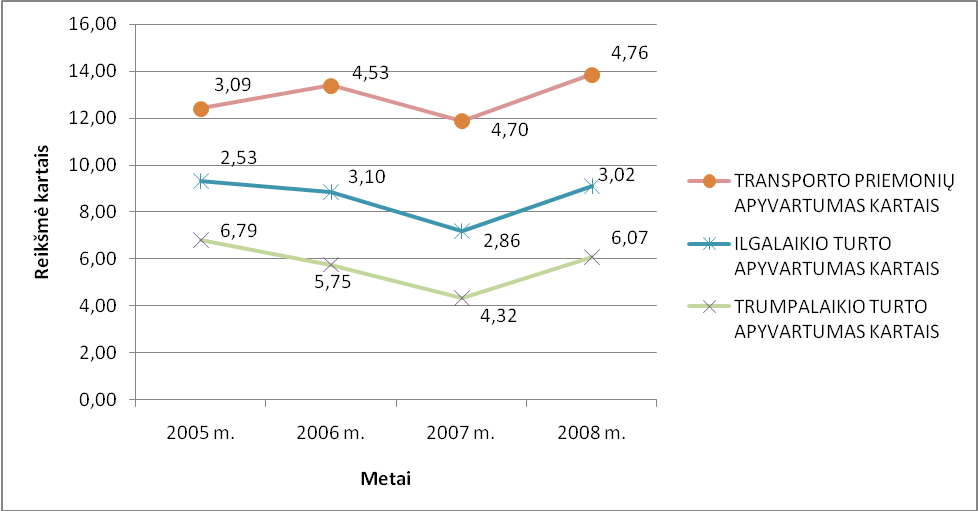 16,00
14,00
12,00
10,00
8,00
6,00
4,00
2,00
0,00
Reikšmė kartais
3,09
4,53
4,70
4,76
2,53
3,10
2,86
3,02
6,79
5,75
4,32
6,07
2005 m.
2006 m.
2007 m.
2008 m.
Metai
TRANSPORTO PRIEMONIŲ
APYVARTUMAS KARTAIS
ILGALAIKIO TURTO
APYVARTUMAS KARTAIS
TRUMPALAIKIO TURTO
APYVARTUMAS KARTAIS